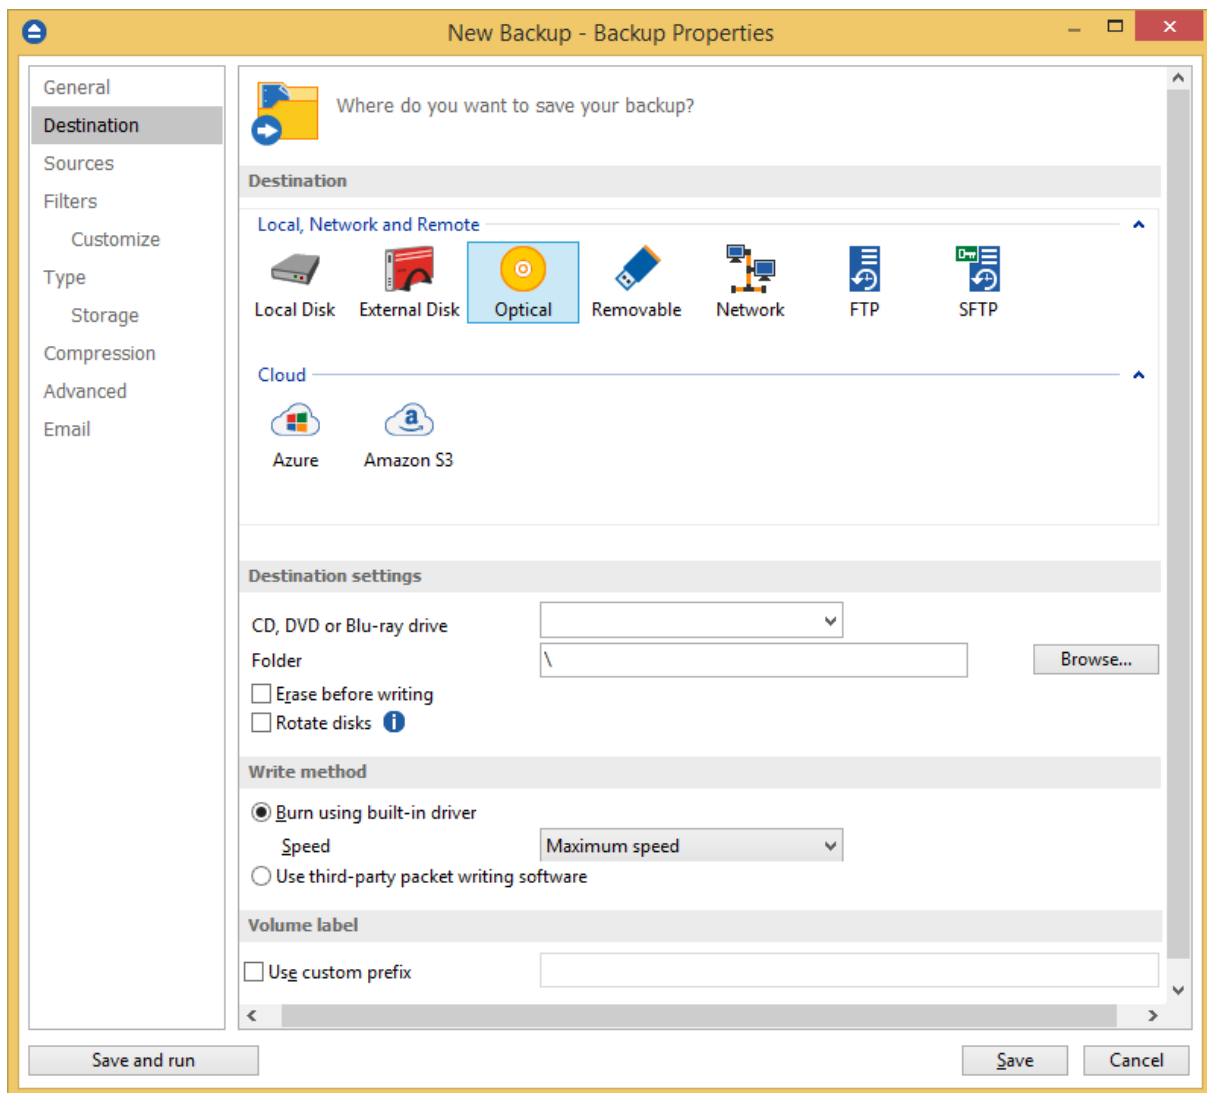 New Backup - Backup Properties
General
Destination
Sources
Filters
Customize
Type
Storage
Compression
Advanced
Email
Where do you want to save your backup?
Destination
Local, Network and Remote
Local Disk External Disk Optical Removable Network FTP SFTP
Cloud
Azure Amazon S3
Destination settings
CD, DVD or Blu-ray drive
Folder \ Browse...
Erase before writing
Rotate disks
Write method
Burn using built-in driver
Speed Maximum speed
Use third-party packet writing software
Volume label
Use custom prefix
Save and run Save Cancel